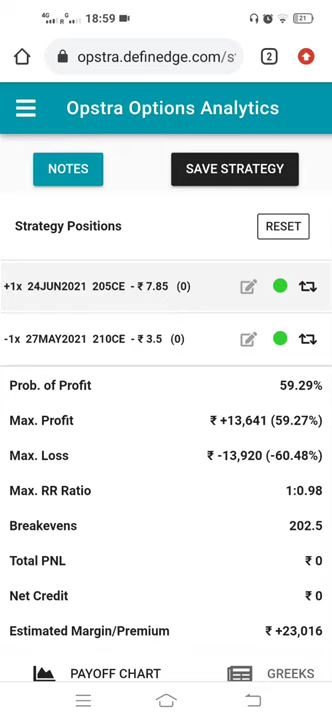 4G G R 18:59 21
opstra.definedge.com/s 2
Opstra Options Analytics
NOTES SAVE STRATEGY
Strategy Positions RESET
+1x 24JUN2021 205CE - ₹ 7.85 (0)
-1x 27MAY2021 210CE - ₹ 3.5 (0)
Prob. of Profit 59.29%
Max. Profit ₹ +13,641 (59.27%)
Max. Loss ₹ -13,920 (-60.48%)
Max. RR Ratio 1:0.98
Breakevens 202.5
Total PNL ₹ 0
Net Credit ₹ 0
Estimated Margin/Premium ₹ +23,016
PAYOFF CHART GREEKS